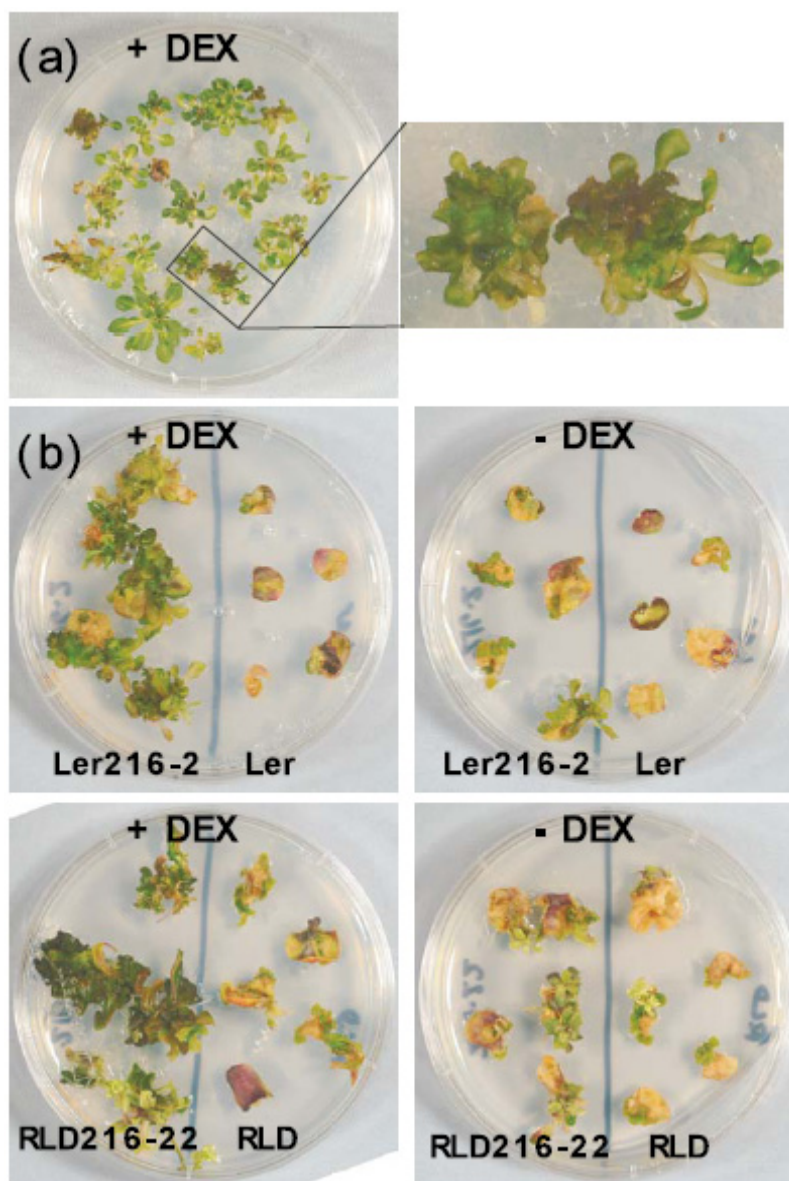 (a) + DEX
(b) + DEX
- DEX
Ler216-2 Ler
Ler216-2 Ler
+ DEX
- DEX
RLD216-22 RLD
RLD216-22 RLD